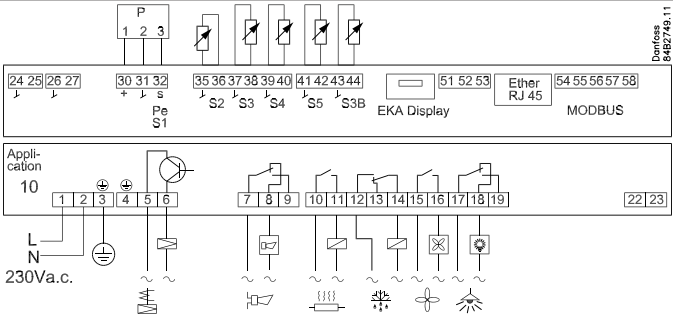 P
1 2 3
Danfoss
84B2749.11
24 25 26 27 30 31 32 35 36 37 38 39 40 41 42 43 44 51 52 53 54 55 56 57 58
+ s S2 S3 S4 S5 S3B
Pe
S1
EKA Display
Ether
RJ 45
MODBUS
Appli-
cation
10
1 2 3 4 5 6 7 8 9 10 11 12 13 14 15 16 17 18 19 22 23
L
N
230Va.c.